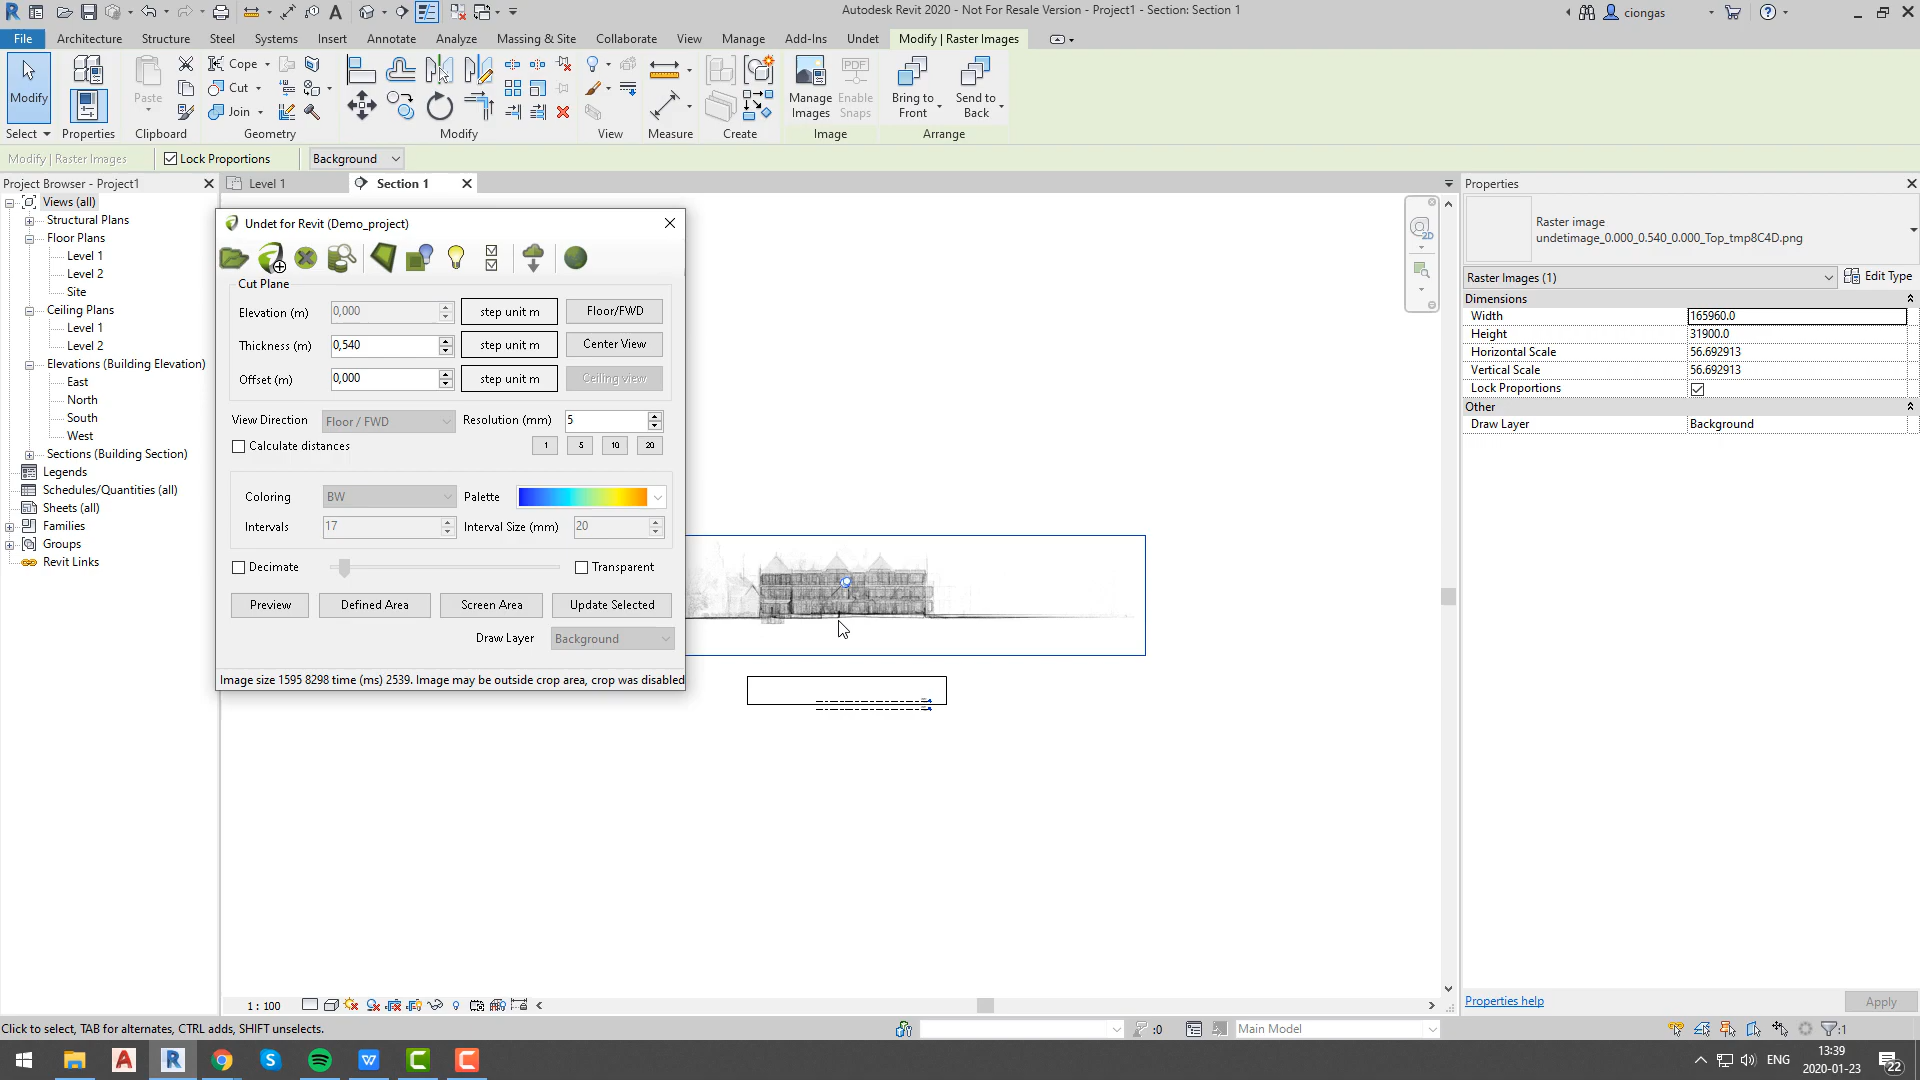 Autodesk Revit 2020 - Not For Resale Version - Project1 - Section: Section 1
ciongas
File Architecture Structure Steel Systems Insert Annotate Analyze Massing & Site Collaborate View Manage Add-Ins Undet Modify | Raster Images
Modify
Paste
Cope
Cut
Join
Manage Images
Enable Snaps
PDF
Bring to Front
Send to Back
Select Properties Clipboard Geometry Modify View Measure Create Image Arrange
Modify | Raster Images Lock Proportions Background
Project Browser - Project1
Level 1 Section 1
Views (all)
Structural Plans
Floor Plans
Level 1
Level 2
Site
Ceiling Plans
Level 1
Level 2
Elevations (Building Elevation)
East
North
South
West
Sections (Building Section)
Legends
Schedules/Quantities (all)
Sheets (all)
Families
Groups
Revit Links
Undet for Revit (Demo_project)
Cut Plane
Elevation (m) 0,000 step unit m Floor/FWD
Thickness (m) 0,540 step unit m Center View
Offset (m) 0,000 step unit m Ceiling view
View Direction Floor / FWD Resolution (mm) 5
Calculate distances 1 5 10 20
Coloring BW Palette
Intervals 17 Interval Size (mm) 20
Decimate Transparent
Preview Defined Area Screen Area Update Selected
Draw Layer Background
Image size 1595 8298 time (ms) 2539. Image may be outside crop area, crop was disabled
2D
Properties
Raster image
undetimage_0.000_0.540_0.000_Top_tmp8C4D.png
Raster Images (1) Edit Type
Dimensions
Width 165960.0
Height 31900.0
Horizontal Scale 56.692913
Vertical Scale 56.692913
Lock Proportions
Other
Draw Layer Background
Properties help Apply
1 : 100
Click to select, TAB for alternates, CTRL adds, SHIFT unselects.
:0
Main Model
:1
ENG
13:39
2020-01-23
22